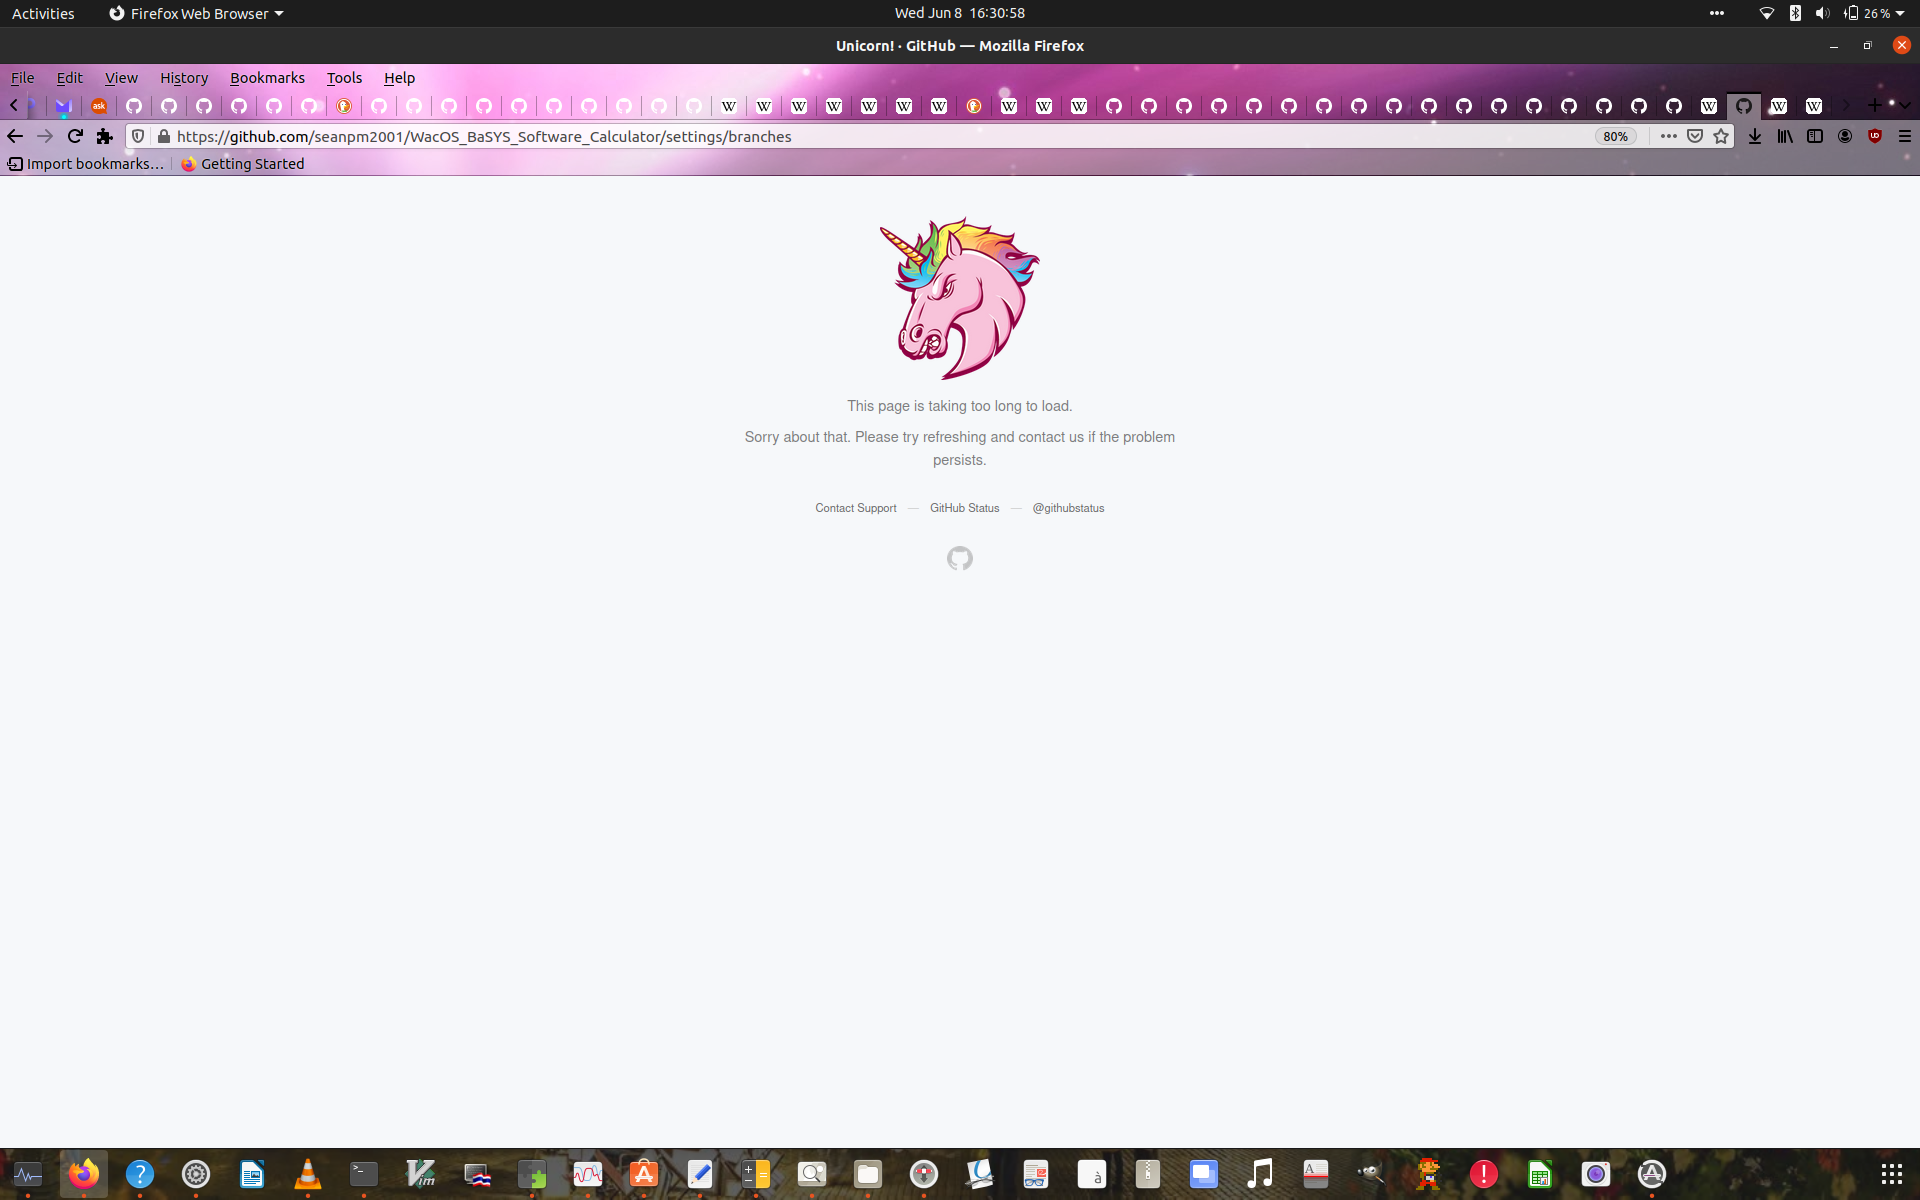 Activities
Firefox Web Browser
Wed Jun 8 16:30:58
26 %
Unicorn! · GitHub — Mozilla Firefox
File Edit View History Bookmarks Tools Help
https://github.com/seanpm2001/WacOS_BaSYS_Software_Calculator/settings/branches
80%
Import bookmarks…
Getting Started
This page is taking too long to load.
Sorry about that. Please try refreshing and contact us if the problem
persists.
Contact Support — GitHub Status — @githubstatus